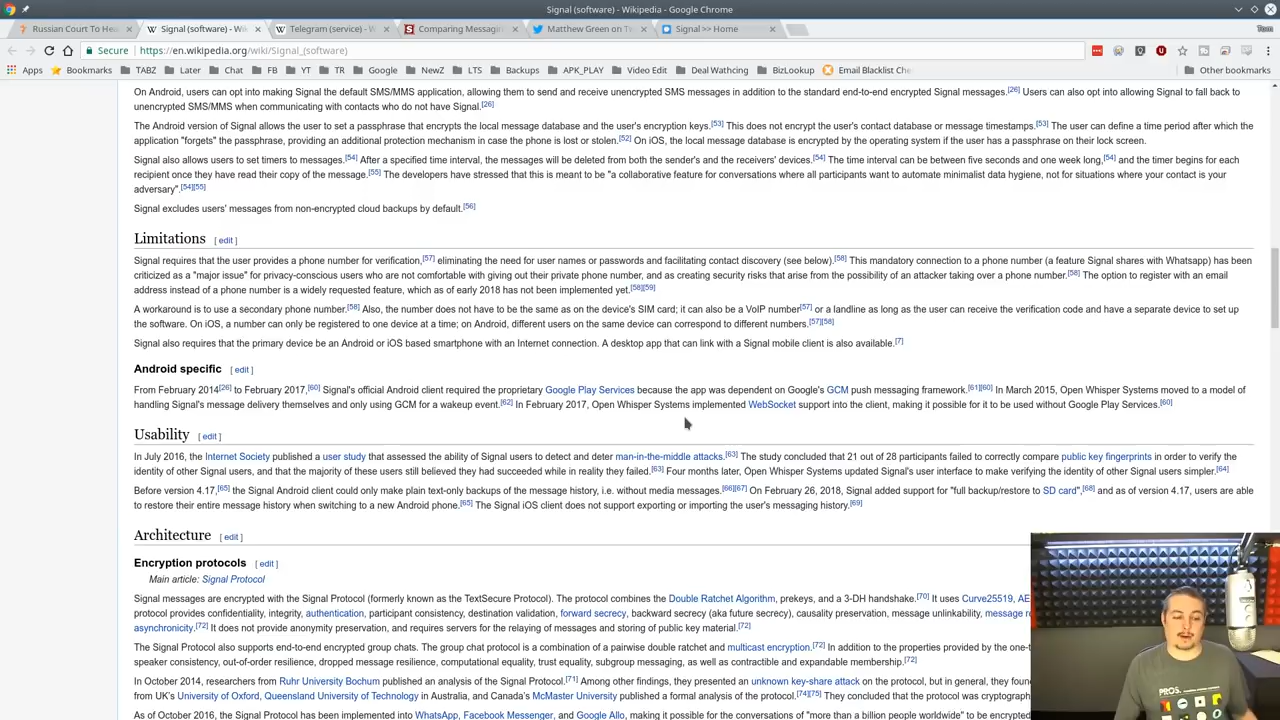 Signal (software) - Wikipedia - Google Chrome
Russian Court To Hea
Signal (software) - Wik
Telegram (service) - W
Comparing Messagin
Matthew Green on Tw
Signal >> Home
Tom
Secure
https://en.wikipedia.org/wiki/Signal_(software)
Apps Bookmarks TABZ Later Chat FB YT TR Google NewZ LTS Backups APK_PLAY Video Edit Deal Wathcing BizLookup Email Blacklist Che Other bookmarks
On Android, users can opt into making Signal the default SMS/MMS application, allowing them to send and receive unencrypted SMS messages in addition to the standard end-to-end encrypted Signal messages.[26] Users can also opt into allowing Signal to fall back to
unencrypted SMS/MMS when communicating with contacts who do not have Signal.[26]
The Android version of Signal allows the user to set a passphrase that encrypts the local message database and the user's encryption keys.[53] This does not encrypt the user's contact database or message timestamps.[53] The user can define a time period after which the
application "forgets" the passphrase, providing an additional protection mechanism in case the phone is lost or stolen.[52] On iOS, the local message database is encrypted by the operating system if the user has a passphrase on their lock screen.
Signal also allows users to set timers to messages.[54] After a specified time interval, the messages will be deleted from both the sender's and the receivers' devices.[54] The time interval can be between five seconds and one week long,[54] and the timer begins for each
recipient once they have read their copy of the message.[55] The developers have stressed that this is meant to be "a collaborative feature for conversations where all participants want to automate minimalist data hygiene, not for situations where your contact is your
adversary".[54][55]
Signal excludes users' messages from non-encrypted cloud backups by default.[56]
Limitations [ edit ]
Signal requires that the user provides a phone number for verification,[57] eliminating the need for user names or passwords and facilitating contact discovery (see below).[58] This mandatory connection to a phone number (a feature Signal shares with Whatsapp) has been
criticized as a "major issue" for privacy-conscious users who are not comfortable with giving out their private phone number, and as creating security risks that arise from the possibility of an attacker taking over a phone number.[58] The option to register with an email
address instead of a phone number is a widely requested feature, which as of early 2018 has not been implemented yet.[58][59]
A workaround is to use a secondary phone number.[58] Also, the number does not have to be the same as on the device's SIM card; it can also be a VoIP number[57] or a landline as long as the user can receive the verification code and have a separate device to set up
the software. On iOS, a number can only be registered to one device at a time; on Android, different users on the same device can correspond to different numbers.[57][58]
Signal also requires that the primary device be an Android or iOS based smartphone with an Internet connection. A desktop app that can link with a Signal mobile client is also available.[7]
Android specific [ edit ]
From February 2014[26] to February 2017,[60] Signal's official Android client required the proprietary Google Play Services because the app was dependent on Google's GCM push messaging framework.[61][60] In March 2015, Open Whisper Systems moved to a model of
handling Signal's message delivery themselves and only using GCM for a wakeup event.[62] In February 2017, Open Whisper Systems implemented WebSocket support into the client, making it possible for it to be used without Google Play Services.[60]
Usability [ edit ]
In July 2016, the Internet Society published a user study that assessed the ability of Signal users to detect and deter man-in-the-middle attacks.[63] The study concluded that 21 out of 28 participants failed to correctly compare public key fingerprints in order to verify the
identity of other Signal users, and that the majority of these users still believed they had succeeded while in reality they failed.[63] Four months later, Open Whisper Systems updated Signal's user interface to make verifying the identity of other Signal users simpler.[64]
Before version 4.17,[65] the Signal Android client could only make plain text-only backups of the message history, i.e. without media messages.[66][67] On February 26, 2018, Signal added support for "full backup/restore to SD card",[68] and as of version 4.17, users are able
to restore their entire message history when switching to a new Android phone.[65] The Signal iOS client does not support exporting or importing the user's messaging history.[69]
Architecture [ edit ]
Encryption protocols [ edit ]
Main article: Signal Protocol
Signal messages are encrypted with the Signal Protocol (formerly known as the TextSecure Protocol). The protocol combines the Double Ratchet Algorithm, prekeys, and a 3-DH handshake.[70] It uses Curve25519, AE
protocol provides confidentiality, integrity, authentication, participant consistency, destination validation, forward secrecy, backward secrecy (aka future secrecy), causality preservation, message unlinkability, message re
asynchronicity.[72] It does not provide anonymity preservation, and requires servers for the relaying of messages and storing of public key material.[72]
The Signal Protocol also supports end-to-end encrypted group chats. The group chat protocol is a combination of a pairwise double ratchet and multicast encryption.[72] In addition to the properties provided by the one-t
speaker consistency, out-of-order resilience, dropped message resilience, computational equality, trust equality, subgroup messaging, as well as contractible and expandable membership.[72]
In October 2014, researchers from Ruhr University Bochum published an analysis of the Signal Protocol.[71] Among other findings, they presented an unknown key-share attack on the protocol, but in general, they foun
from UK's University of Oxford, Queensland University of Technology in Australia, and Canada's McMaster University published a formal analysis of the protocol.[74][75] They concluded that the protocol was cryptograph
As of October 2016, the Signal Protocol has been implemented into WhatsApp, Facebook Messenger, and Google Allo, making it possible for the conversations of "more than a billion people worldwide" to be encrypted
PROS.